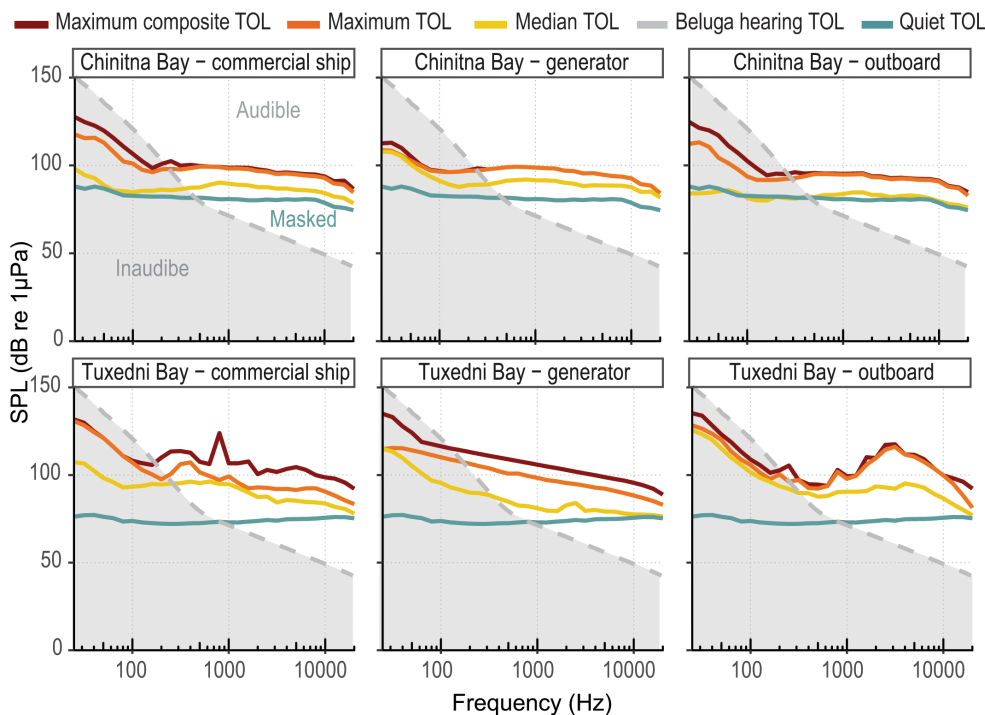 Maximum composite TOL Maximum TOL Median TOL Beluga hearing TOL Quiet TOL
Chinitna Bay – commercial ship Chinitna Bay – generator Chinitna Bay – outboard
150
Audible
100
Masked
50
Inaudibe
0
SPL (dB re 1µPa)
Tuxedni Bay – commercial ship Tuxedni Bay – generator Tuxedni Bay – outboard
150
100
50
0
100 1000 10000 100 1000 10000 100 1000 10000
Frequency (Hz)